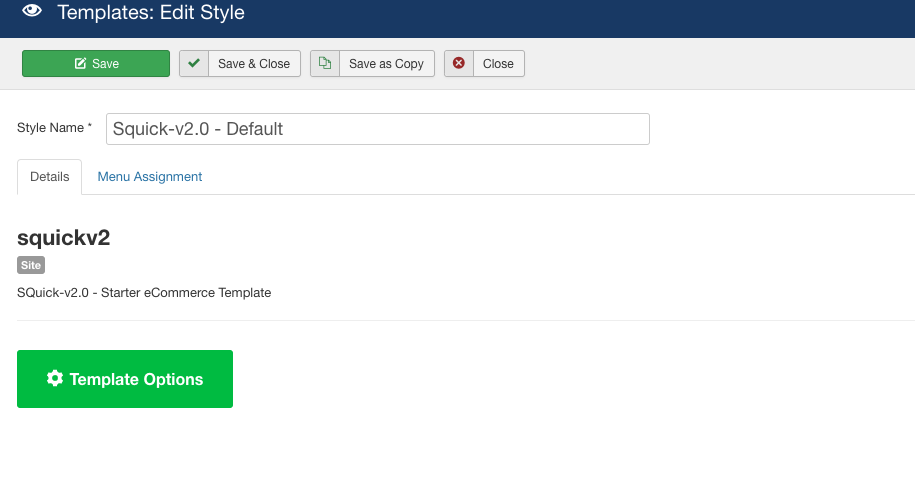 Templates: Edit Style
Save
Save & Close
Save as Copy
Close
Style Name *
Squick-v2.0 - Default
Details
Menu Assignment
squickv2
Site
SQuick-v2.0 - Starter eCommerce Template
Template Options